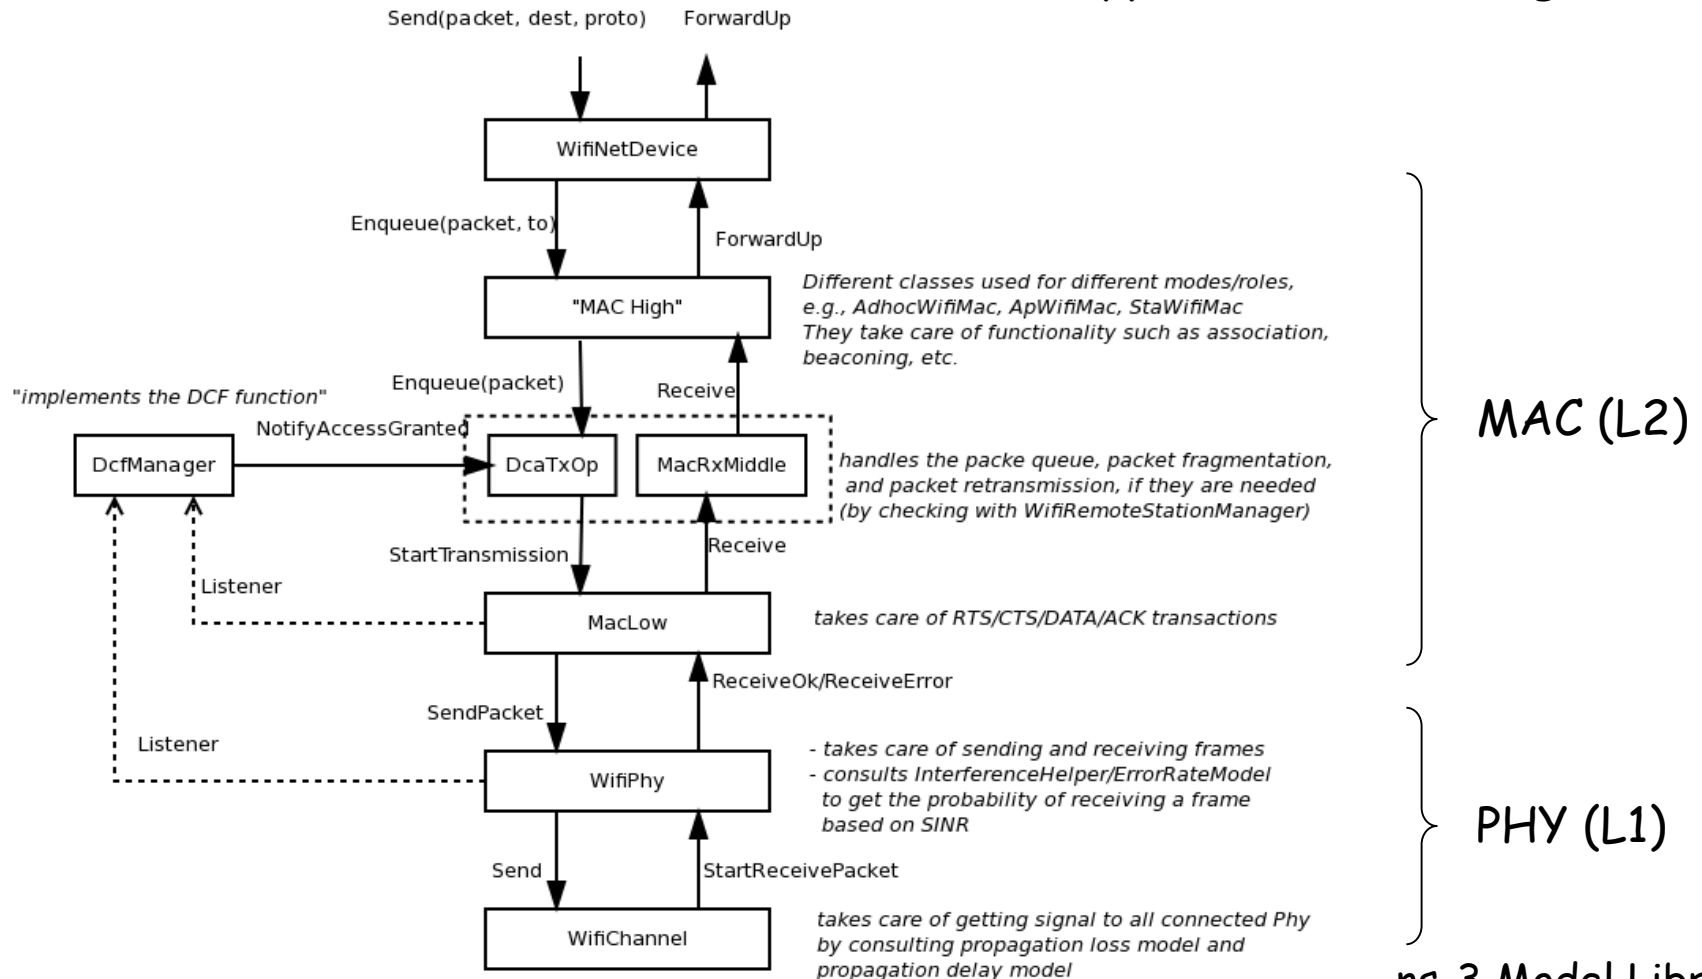 Send(packet, dest, proto) ForwardUp
WifiNetDevice
Enqueue(packet, to)
ForwardUp
"MAC High"
Different classes used for different modes/roles,
e.g., AdhocWifiMac, ApWifiMac, StaWifiMac
They take care of functionality such as association,
beaconing, etc.
Enqueue(packet)
Receive
"implements the DCF function"
NotifyAccessGranted
DcfManager
DcaTxOp
MacRxMiddle
handles the packe queue, packet fragmentation,
and packet retransmission, if they are needed
(by checking with WifiRemoteStationManager)
MAC (L2)
StartTransmission
Receive
Listener
MacLow
takes care of RTS/CTS/DATA/ACK transactions
ReceiveOk/ReceiveError
SendPacket
Listener
WifiPhy
- takes care of sending and receiving frames
- consults InterferenceHelper/ErrorRateModel
to get the probability of receiving a frame
based on SINR
PHY (L1)
Send
StartReceivePacket
WifiChannel
takes care of getting signal to all connected Phy
by consulting propagation loss model and
propagation delay model
ns-3 Model Libr